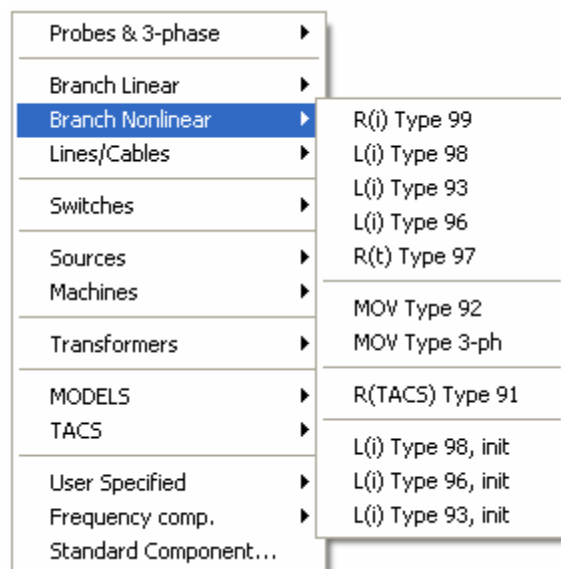 Probes & 3-phase
Branch Linear
Branch Nonlinear
Lines/Cables
Switches
Sources
Machines
Transformers
MODELS
TACS
User Specified
Frequency comp.
Standard Component...
R(i) Type 99
L(i) Type 98
L(i) Type 93
L(i) Type 96
R(t) Type 97
MOV Type 92
MOV Type 3-ph
R(TACS) Type 91
L(i) Type 98, init
L(i) Type 96, init
L(i) Type 93, init